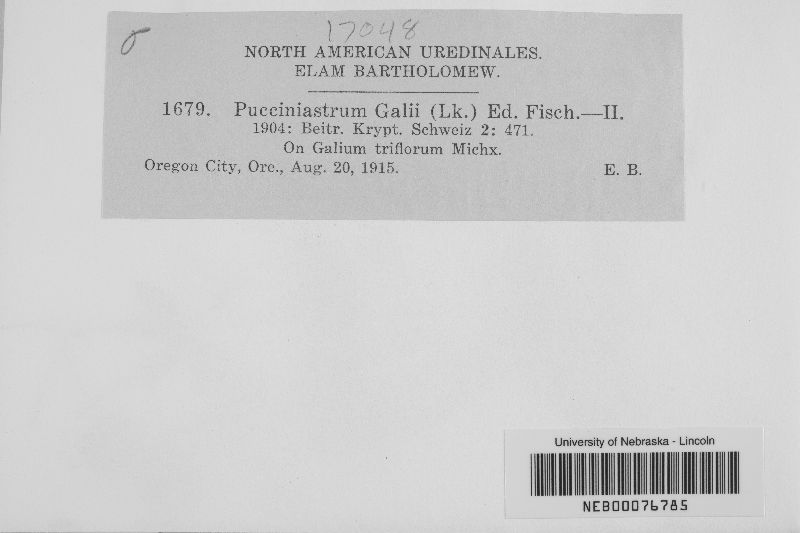 17048
NORTH AMERICAN UREDINALES.
ELAM BARTHOLOMEW.
1679. Pucciniastrum Galii (Lk.) Ed. Fisch.—II.
1904: Beitr. Krypt. Schweiz 2: 471.
On Galium triflorum Michx.
Oregon City, Ore., Aug. 20, 1915. E. B.
University of Nebraska - Lincoln
NEB00076785